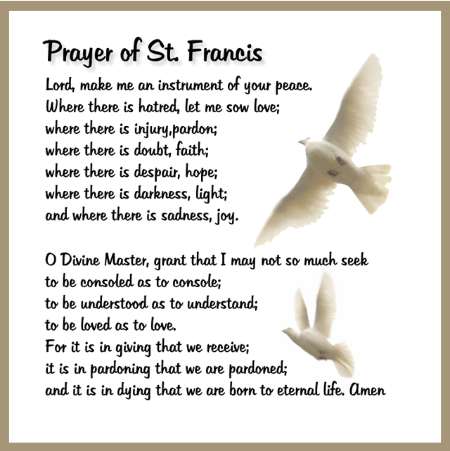 Prayer of St. Francis
Lord, make me an instrument of your peace.
Where there is hatred, let me sow love;
where there is injury,pardon;
where there is doubt, faith;
where there is despair, hope;
where there is darkness, light;
and where there is sadness, joy.
O Divine Master, grant that I may not so much seek
to be consoled as to console;
to be understood as to understand;
to be loved as to love.
For it is in giving that we receive;
it is in pardoning that we are pardoned;
and it is in dying that we are born to eternal life. Amen